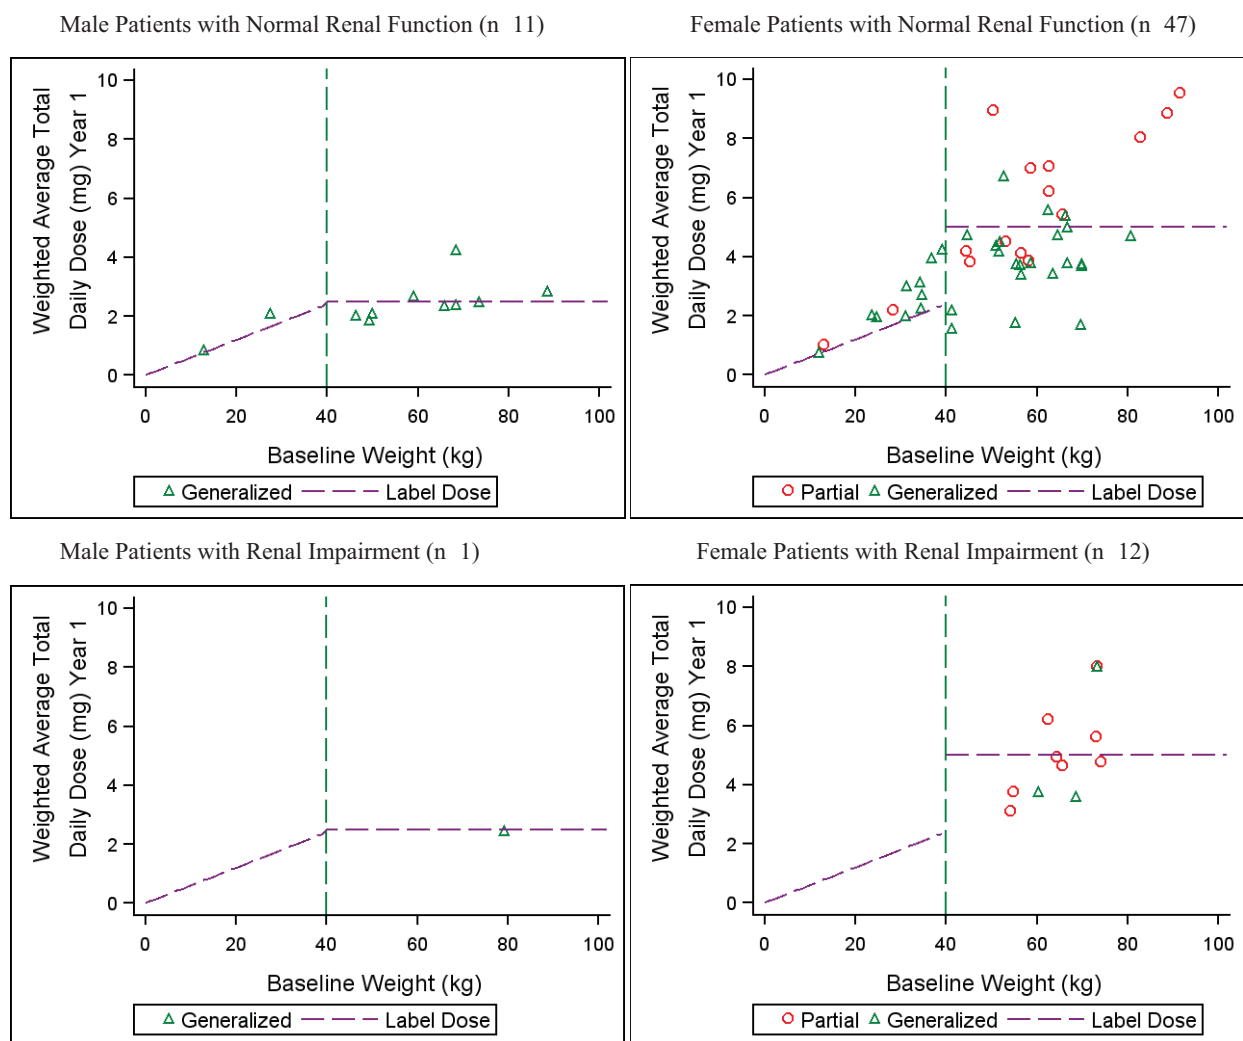 Male Patients with Normal Renal Function (n 11)
Weighted Average Total
Daily Dose (mg) Year 1
10
8
6
4
2
0
0 20 40 60 80 100
Baseline Weight (kg)
Generalized Label Dose
Female Patients with Normal Renal Function (n 47)
Weighted Average Total
Daily Dose (mg) Year 1
10
8
6
4
2
0
0 20 40 60 80 100
Baseline Weight (kg)
Partial Generalized Label Dose
Male Patients with Renal Impairment (n 1)
Weighted Average Total
Daily Dose (mg) Year 1
10
8
6
4
2
0
0 20 40 60 80 100
Baseline Weight (kg)
Generalized Label Dose
Female Patients with Renal Impairment (n 12)
Weighted Average Total
Daily Dose (mg) Year 1
10
8
6
4
2
0
0 20 40 60 80 100
Baseline Weight (kg)
Partial Generalized Label Dose